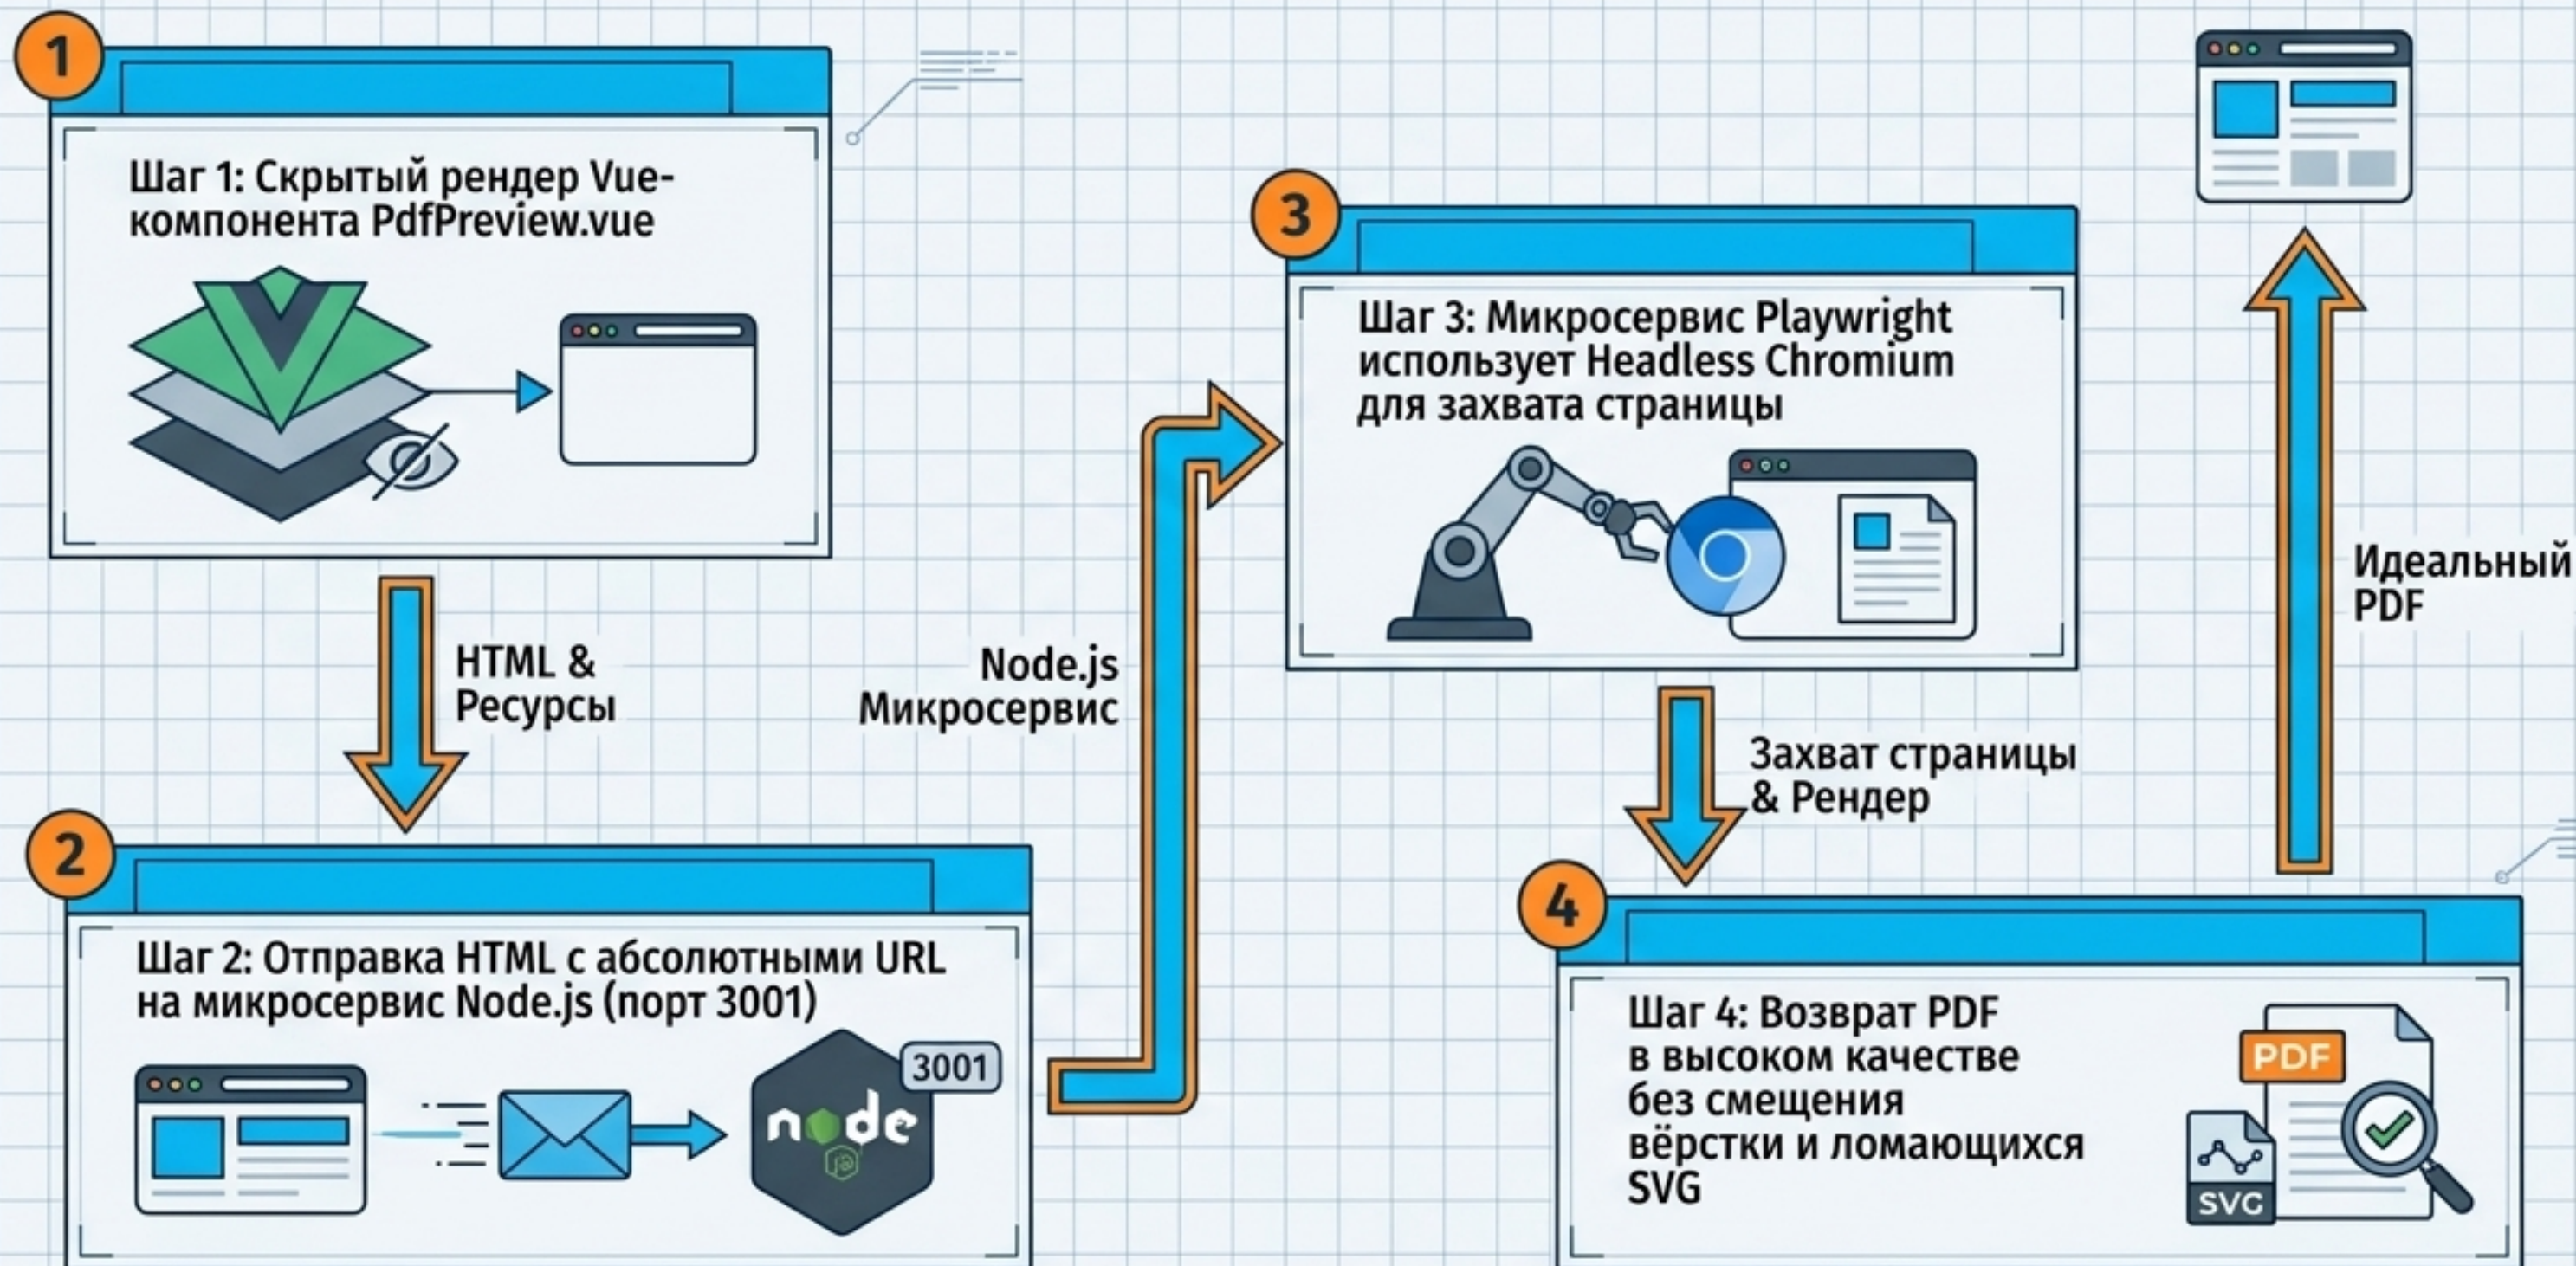 1
Шаг 1: Скрытый рендер Vue-
компонента PdfPreview.vue
HTML &
Ресурсы
2
Шаг 2: Отправка HTML с абсолютными URL
на микросервис Node.js (порт 3001)
3001
node
js
Node.js
Микросервис
3
Шаг 3: Микросервис Playwright
использует Headless Chromium
для захвата страницы
Захват страницы
& Рендер
4
Шаг 4: Возврат PDF
в высоком качестве
без смещения
вёрстки и ломающихся
SVG
PDF
SVG
Идеальный
PDF